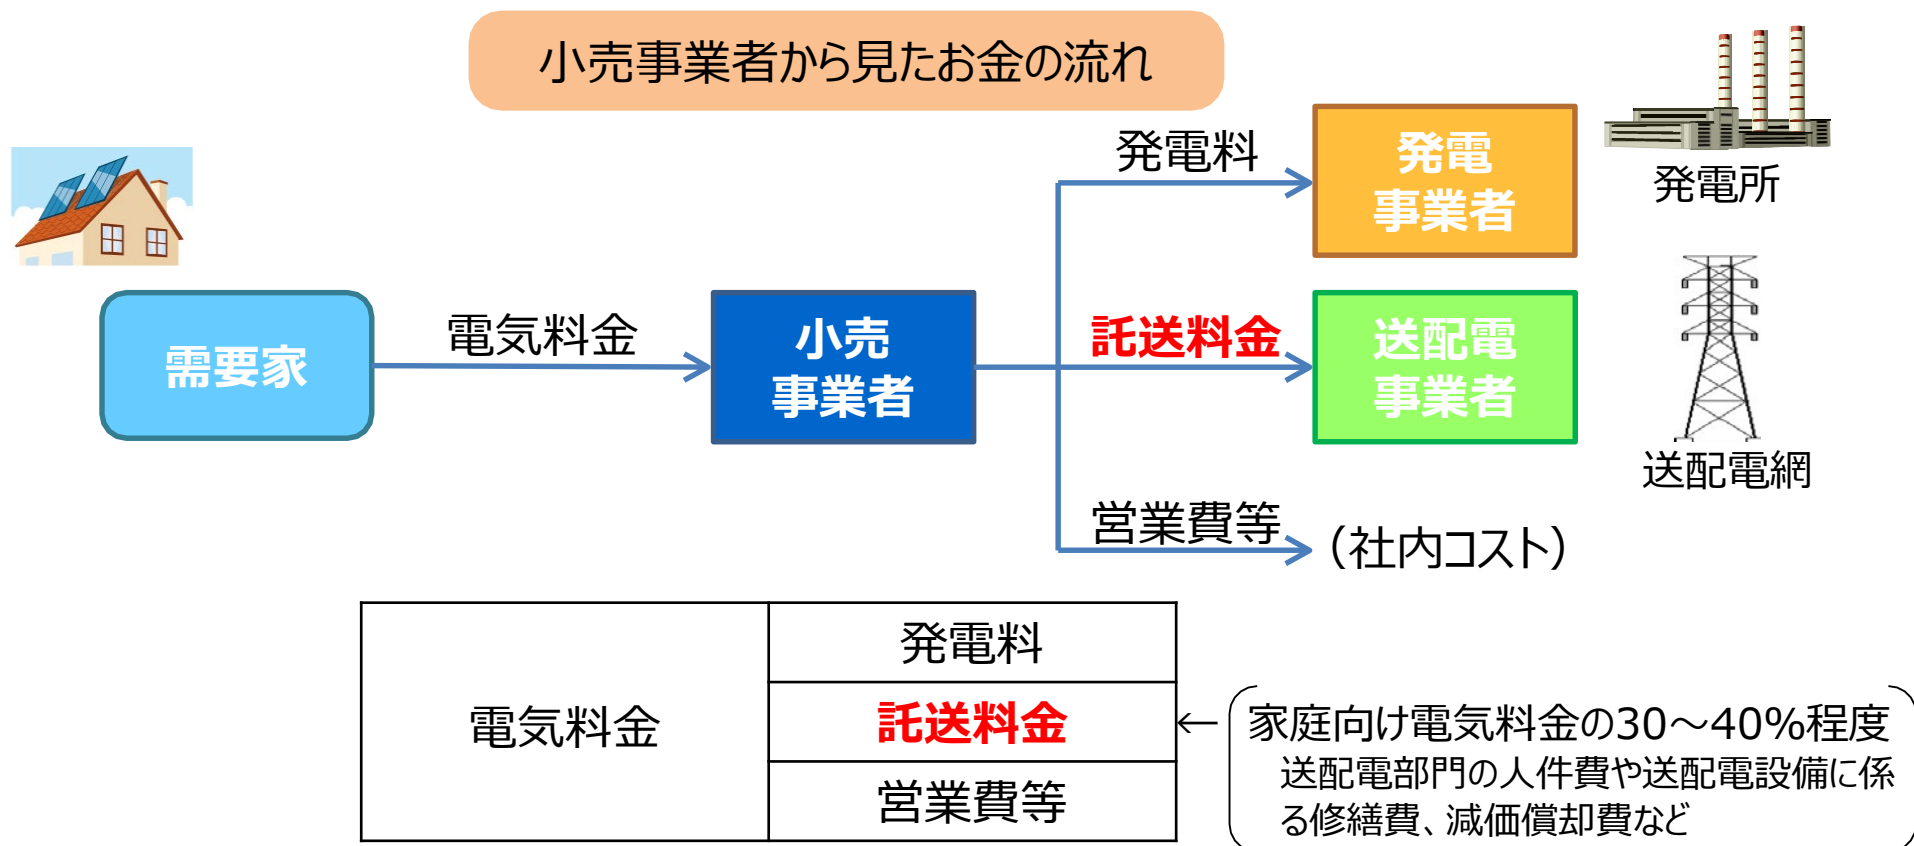 小売事業者から見たお金の流れ
発電料
発電
事業者
発電所
需要家
電気料金
小売
事業者
託送料金
送配電
事業者
送配電網
営業費等
（社内コスト）
電気料金
発電料
託送料金
営業費等
←
家庭向け電気料金の30～40%程度
送配電部門の人件費や送配電設備に係
る修繕費、減価償却費など